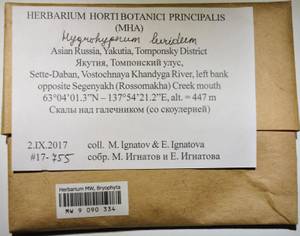 HERBARIUM HORTI BOTANICI PRINCIPALIS
(MHA)
Hygrohypnum luridum
Asian Russia, Yakutia, Tomponsky District
Якутия, Томпонский улус,
Sette-Daban, Vostochnaya Khandyga River, left bank
opposite Segenyakh (Rossomakha) Creek mouth
63°04'01.3"N – 137°54'21.2"E, alt. = 447 m
Скалы над галечником (со скоулерией)
2.IX.2017 coll. M. Ignatov & E. Ignatova
#17-755 собр. М. Игнатов и Е. Игнатова
Herbarium MW, Bryophyta
MW 9 090 334